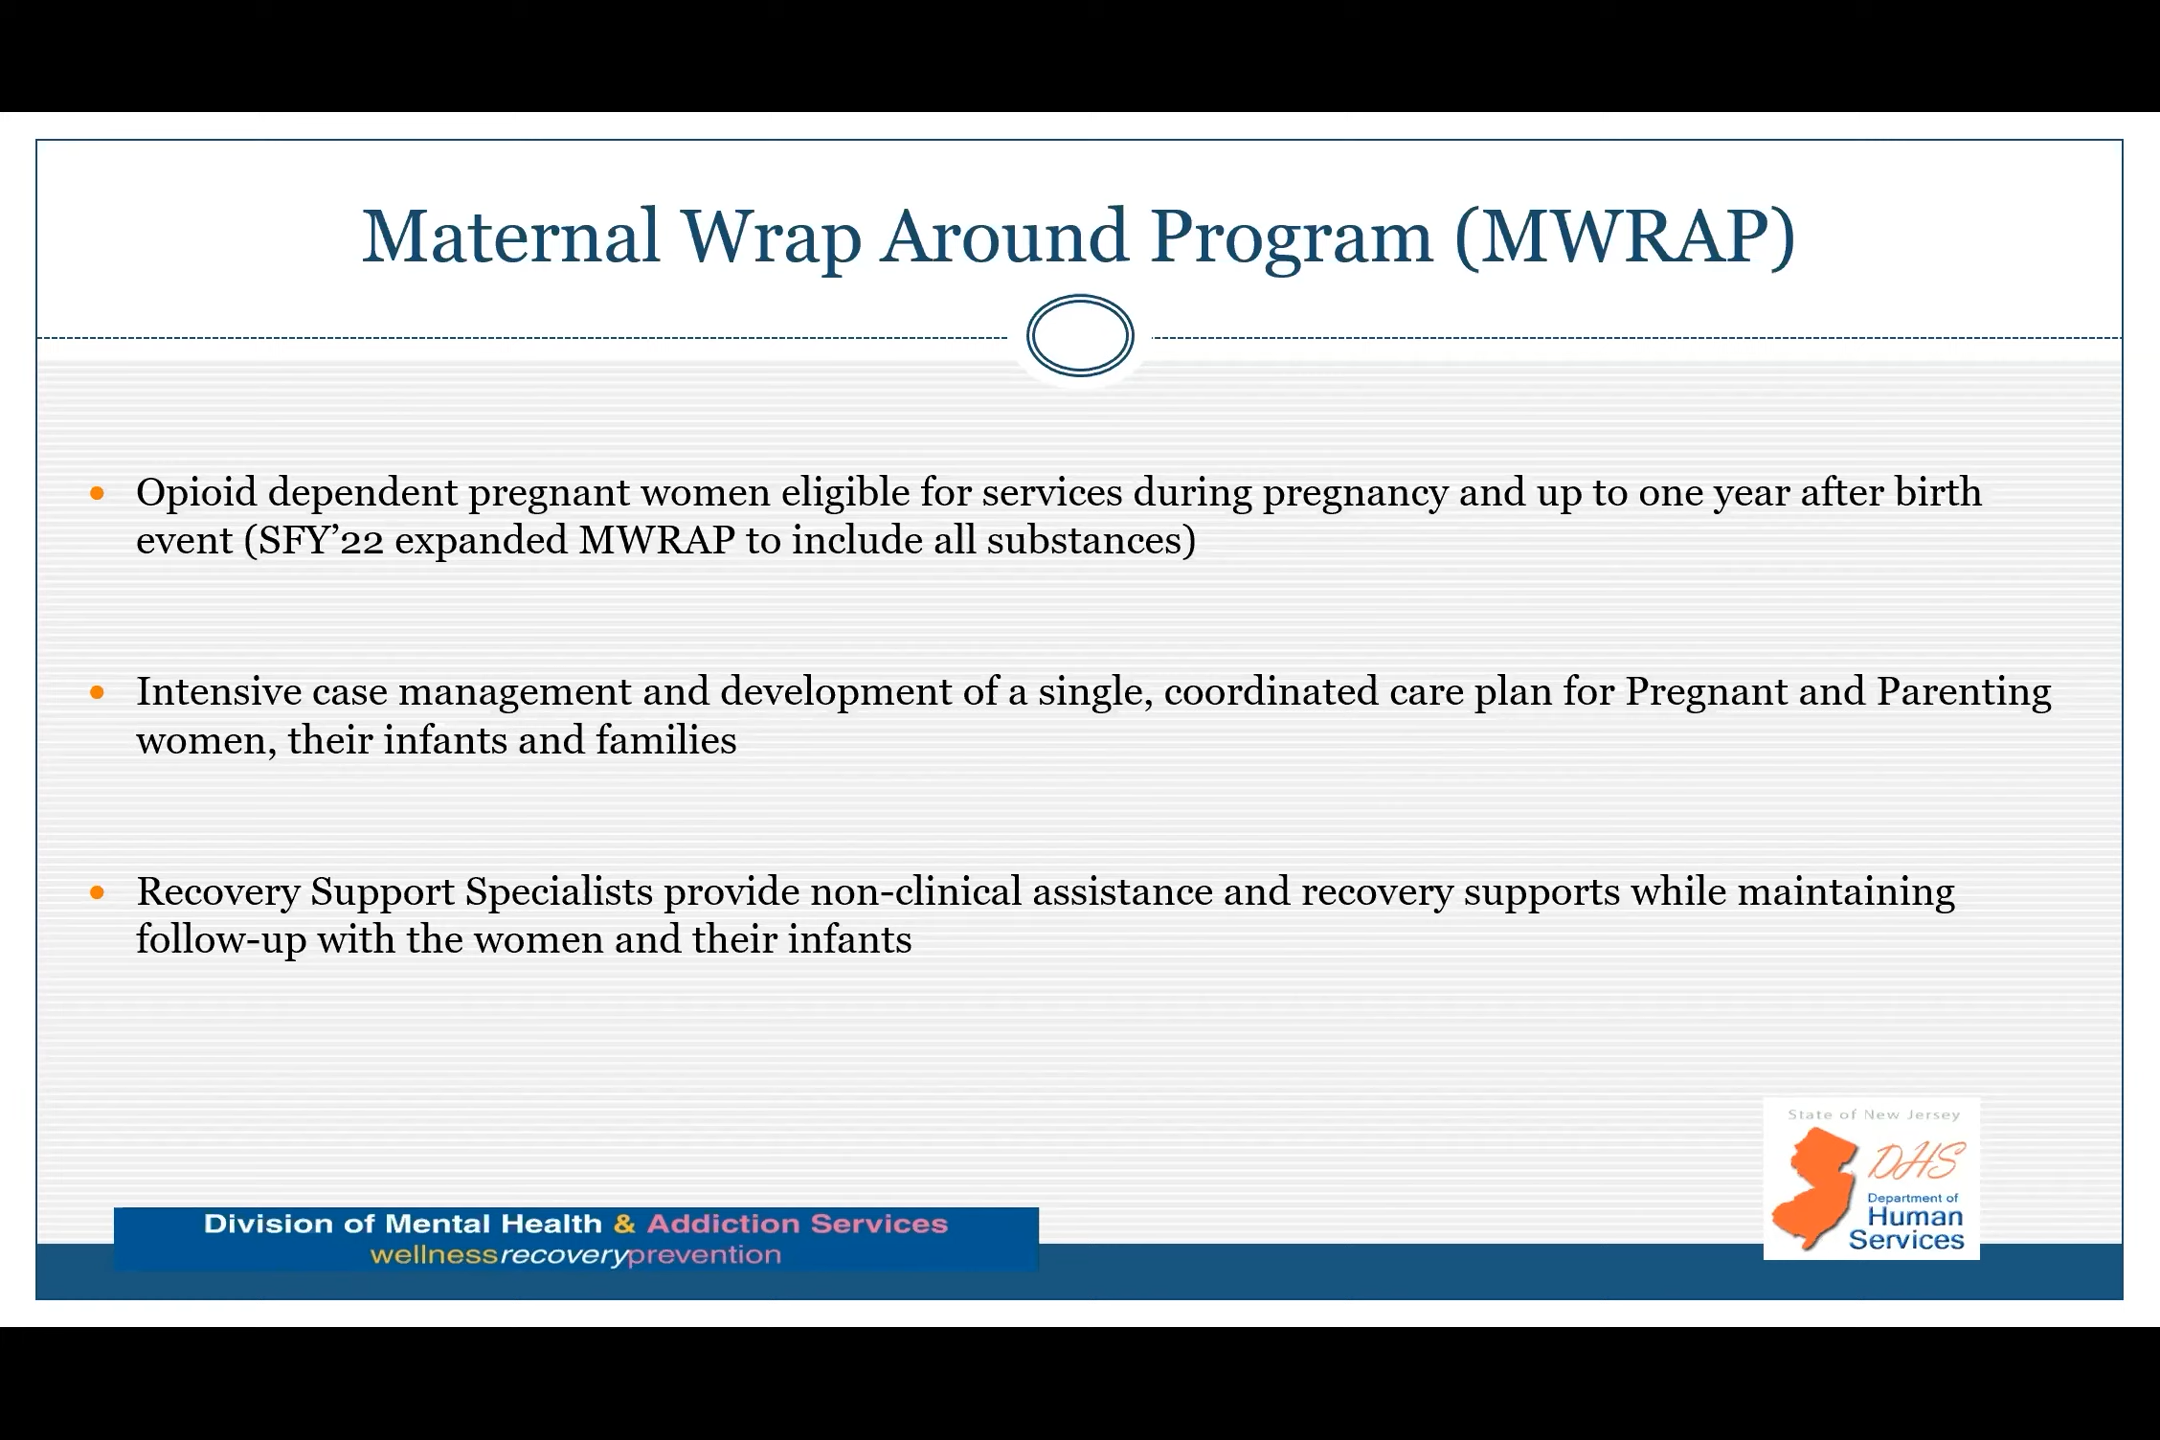 Maternal Wrap Around Program (MWRAP)
• Opioid dependent pregnant women eligible for services during pregnancy and up to one year after birth
event (SFY’22 expanded MWRAP to include all substances)
• Intensive case management and development of a single, coordinated care plan for Pregnant and Parenting
women, their infants and families
• Recovery Support Specialists provide non-clinical assistance and recovery supports while maintaining
follow-up with the women and their infants
Division of Mental Health & Addiction Services
wellnessrecoveryprevention
State of New Jersey
DHS
Department of
Human
Services